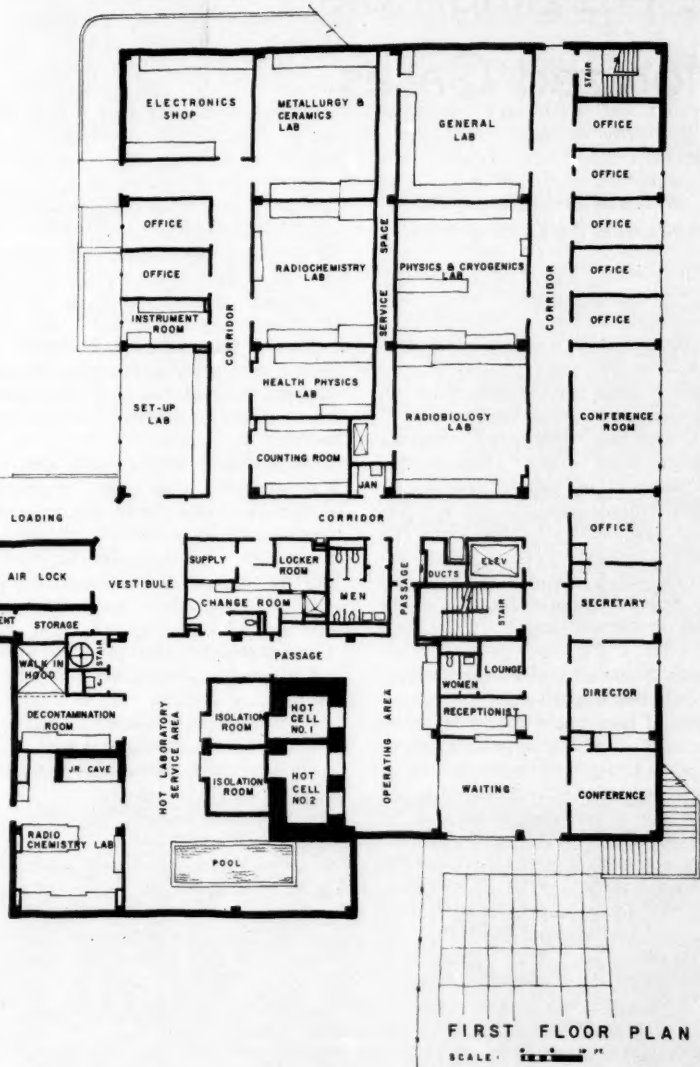 ELECTRONICS
SHOP
METALLURGY &
CERAMICS
LAB
GENERAL
LAB
STAIR
OFFICE
OFFICE
OFFICE
OFFICE
OFFICE
OFFICE
OFFICE
INSTRUMENT
ROOM
CORRIDOR
RADIOCHEMISTRY
LAB
SERVICE SPACE
PHYSICS & CRYOGENICS
LAB
CORRIDOR
SET-UP
LAB
HEALTH PHYSICS
LAB
COUNTING ROOM
JAN
RADIOBIOLOGY
LAB
CONFERENCE
ROOM
LOADING
CORRIDOR
OFFICE
AIR LOCK
VESTIBULE
SUPPLY
LOCKER
ROOM
MEN
PASSAGE
DUCTS
ELEV
STAIR
CHANGE ROOM
SECRETARY
ENT
STORAGE
STAIR
WALK IN
HOOD
J
PASSAGE
WOMEN
LOUNGE
RECEPTIONIST
DIRECTOR
DECONTAMINATION
ROOM
HOT LABORATORY
SERVICE AREA
ISOLATION
ROOM
HOT
CELL
NO. 1
OPERATING AREA
JR. CAVE
ISOLATION
ROOM
HOT
CELL
NO. 2
WAITING
CONFERENCE
RADIO
CHEMISTRY LAB
POOL
FIRST FLOOR PLAN
SCALE: